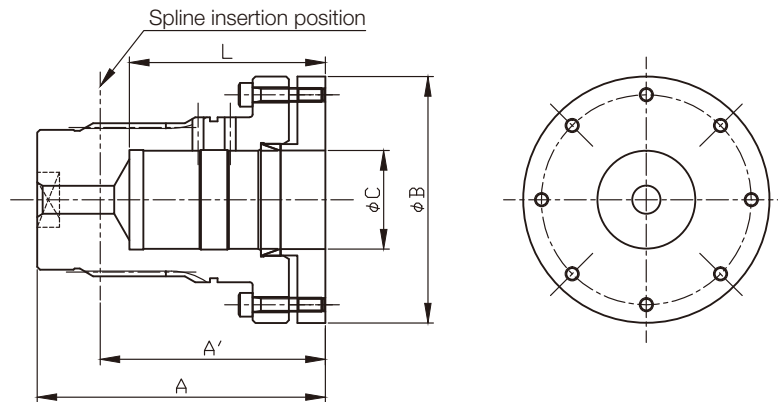 Spline insertion position
L
φC
φB
A'
A